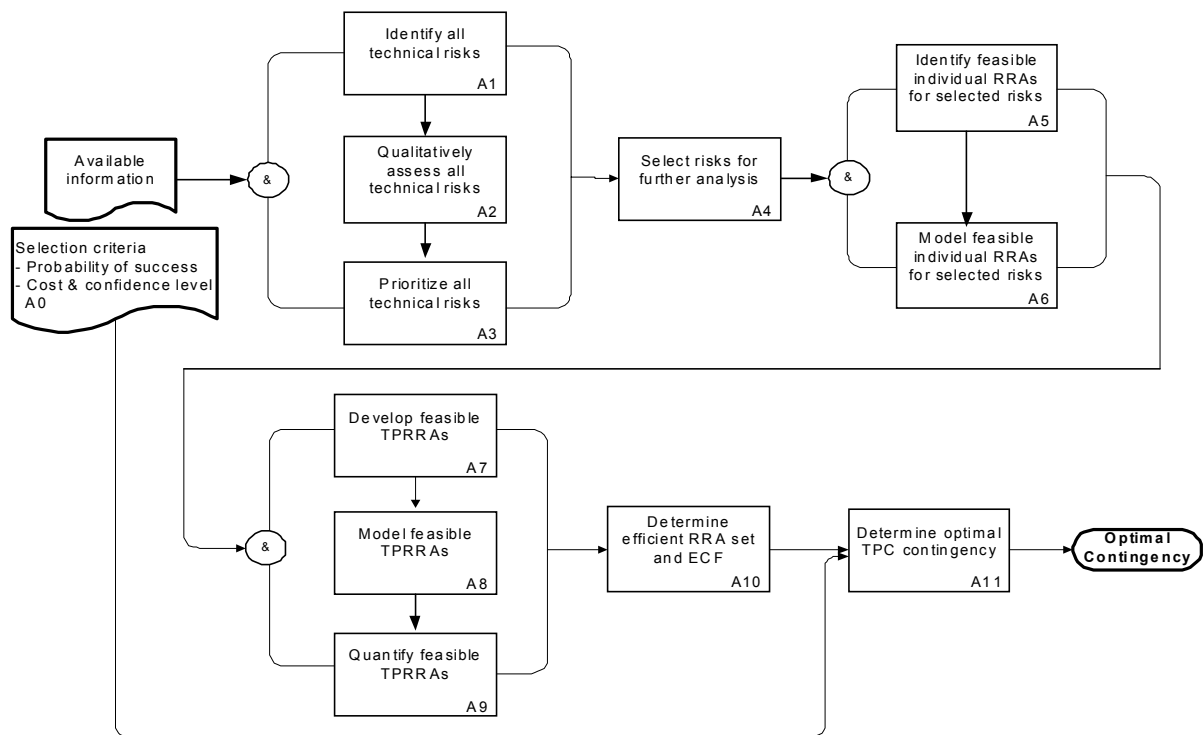 Available
information
Selection criteria
- Probability of success
- Cost & confidence level
A0
&
Identify all
technical risks
A1
Qualitatively
assess all
technical risks
A2
Prioritize all
technical risks
A3
Select risks for
further analysis
A4
&
Identify feasible
individual RRAs
for selected risks
A5
Model feasible
individual RRAs
for selected risks
A6
&
Develop feasible
TPRRAs
A7
Model feasible
TPRRAs
A8
Quantify feasible
TPRRAs
A9
Determine
efficient RRA set
and ECF
A10
Determine optimal
TPC contingency
A11
Optimal
Contingency